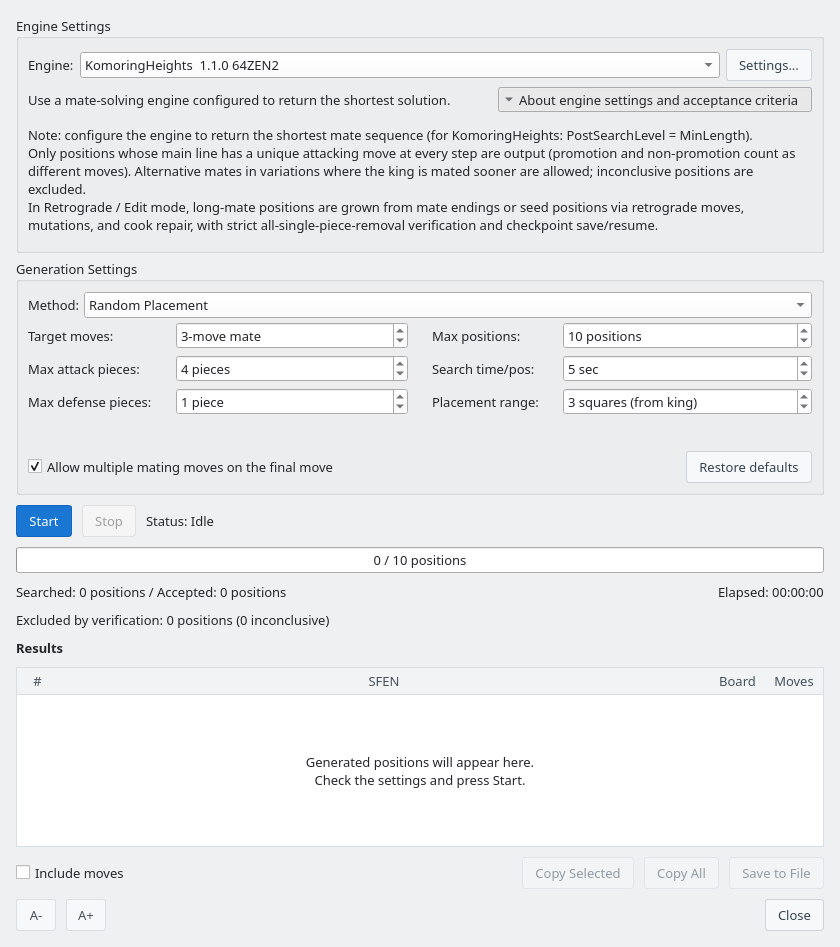 Engine Settings
Engine: KomoringHeights 1.1.0 64ZEN2 Settings...
Use a mate-solving engine configured to return the shortest solution. About engine settings and acceptance criteria
Note: configure the engine to return the shortest mate sequence (for KomoringHeights: PostSearchLevel = MinLength).
Only positions whose main line has a unique attacking move at every step are output (promotion and non-promotion count as
different moves). Alternative mates in variations where the king is mated sooner are allowed; inconclusive positions are
excluded.
In Retrograde / Edit mode, long-mate positions are grown from mate endings or seed positions via retrograde moves,
mutations, and cook repair, with strict all-single-piece-removal verification and checkpoint save/resume.
Generation Settings
Method: Random Placement
Target moves: 3-move mate Max positions: 10 positions
Max attack pieces: 4 pieces Search time/pos: 5 sec
Max defense pieces: 1 piece Placement range: 3 squares (from king)
Allow multiple mating moves on the final move Restore defaults
Start Stop Status: Idle
0 / 10 positions
Searched: 0 positions / Accepted: 0 positions Elapsed: 00:00:00
Excluded by verification: 0 positions (0 inconclusive)
Results
# SFEN Board Moves
Generated positions will appear here.
Check the settings and press Start.
Include moves Copy Selected Copy All Save to File
A- A+ Close